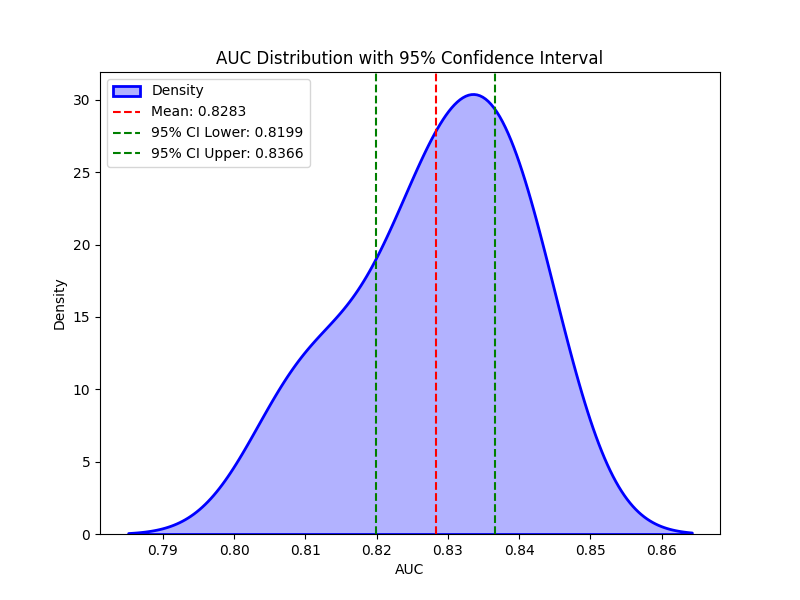 AUC Distribution with 95% Confidence Interval
Density
Mean: 0.8283
95% CI Lower: 0.8199
95% CI Upper: 0.8366
30
25
20
15
10
5
0
Density
0.79 0.80 0.81 0.82 0.83 0.84 0.85 0.86
AUC